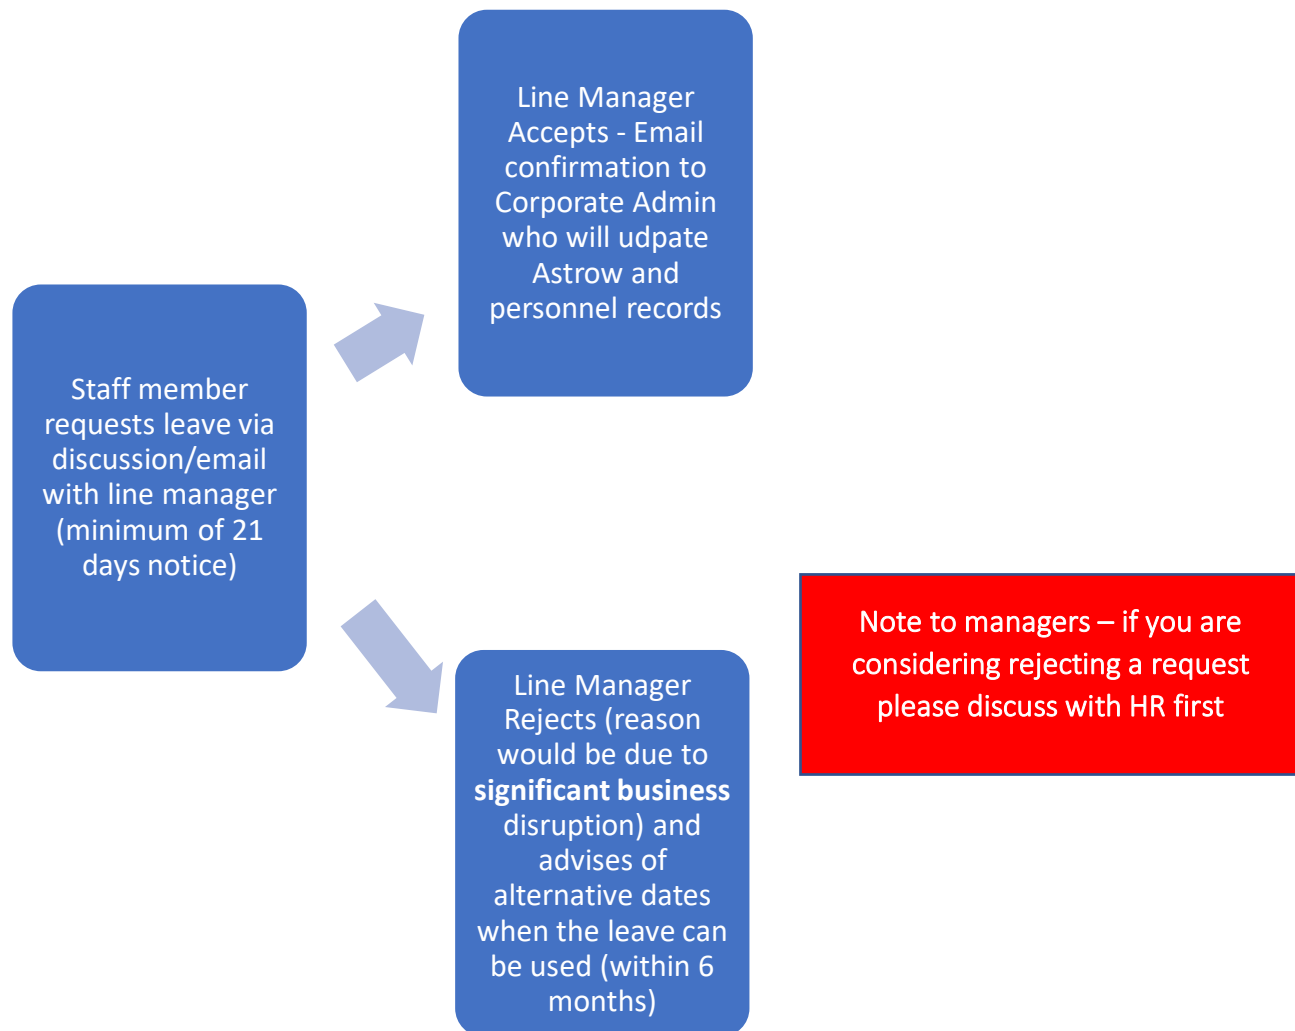 Staff member
requests leave via
discussion/email
with line manager
(minimum of 21
days notice)
Line Manager
Accepts - Email
confirmation to
Corporate Admin
who will udpate
Astrow and
personnel records
Line Manager
Rejects (reason
would be due to
significant business
disruption) and
advises of
alternative dates
when the leave can
be used (within 6
months)
Note to managers – if you are
considering rejecting a request
please discuss with HR first